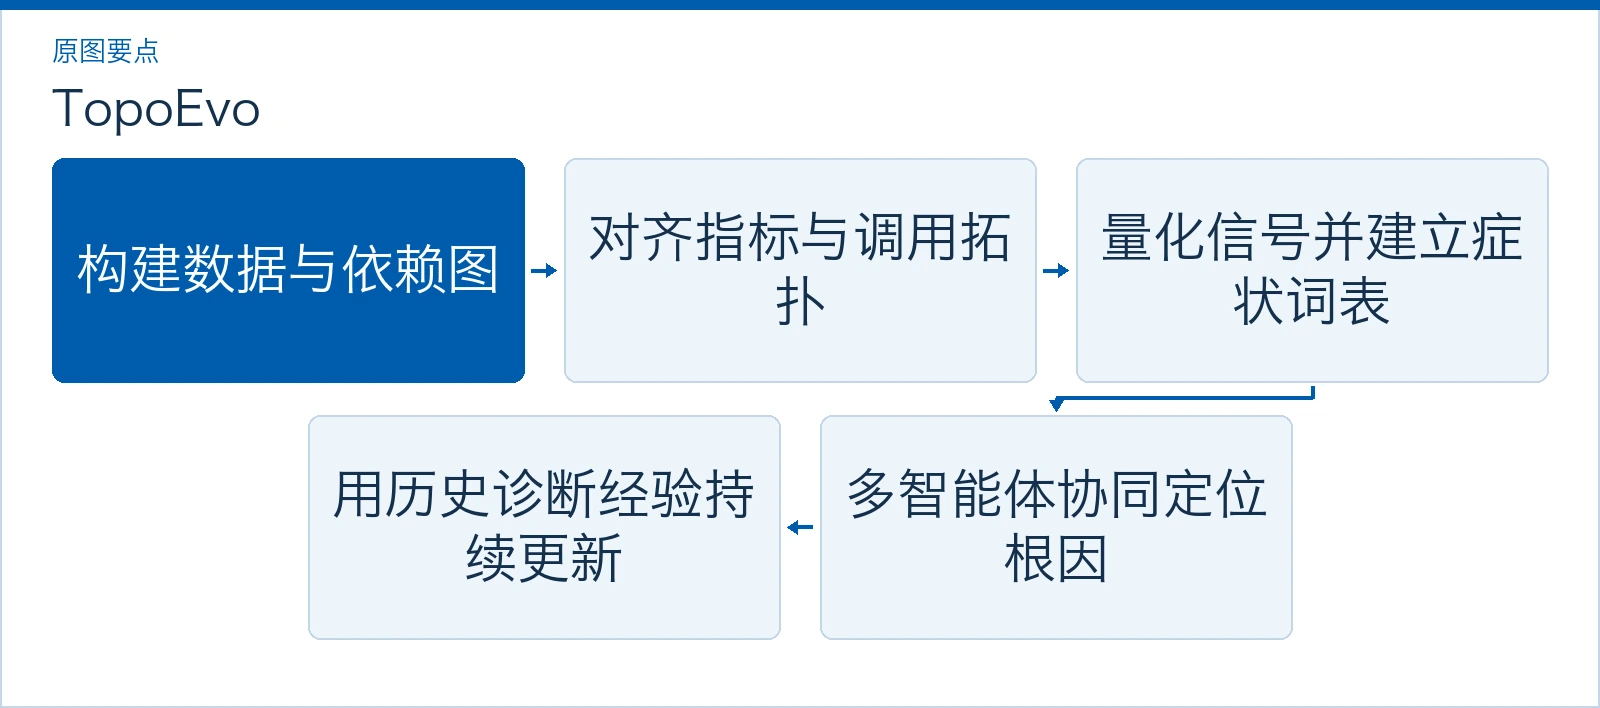 原图要点
TopoEvo
构建数据与依赖图
对齐指标与调用拓
扑
量化信号并建立症
状词表
多智能体协同定位
根因
用历史诊断经验持
续更新